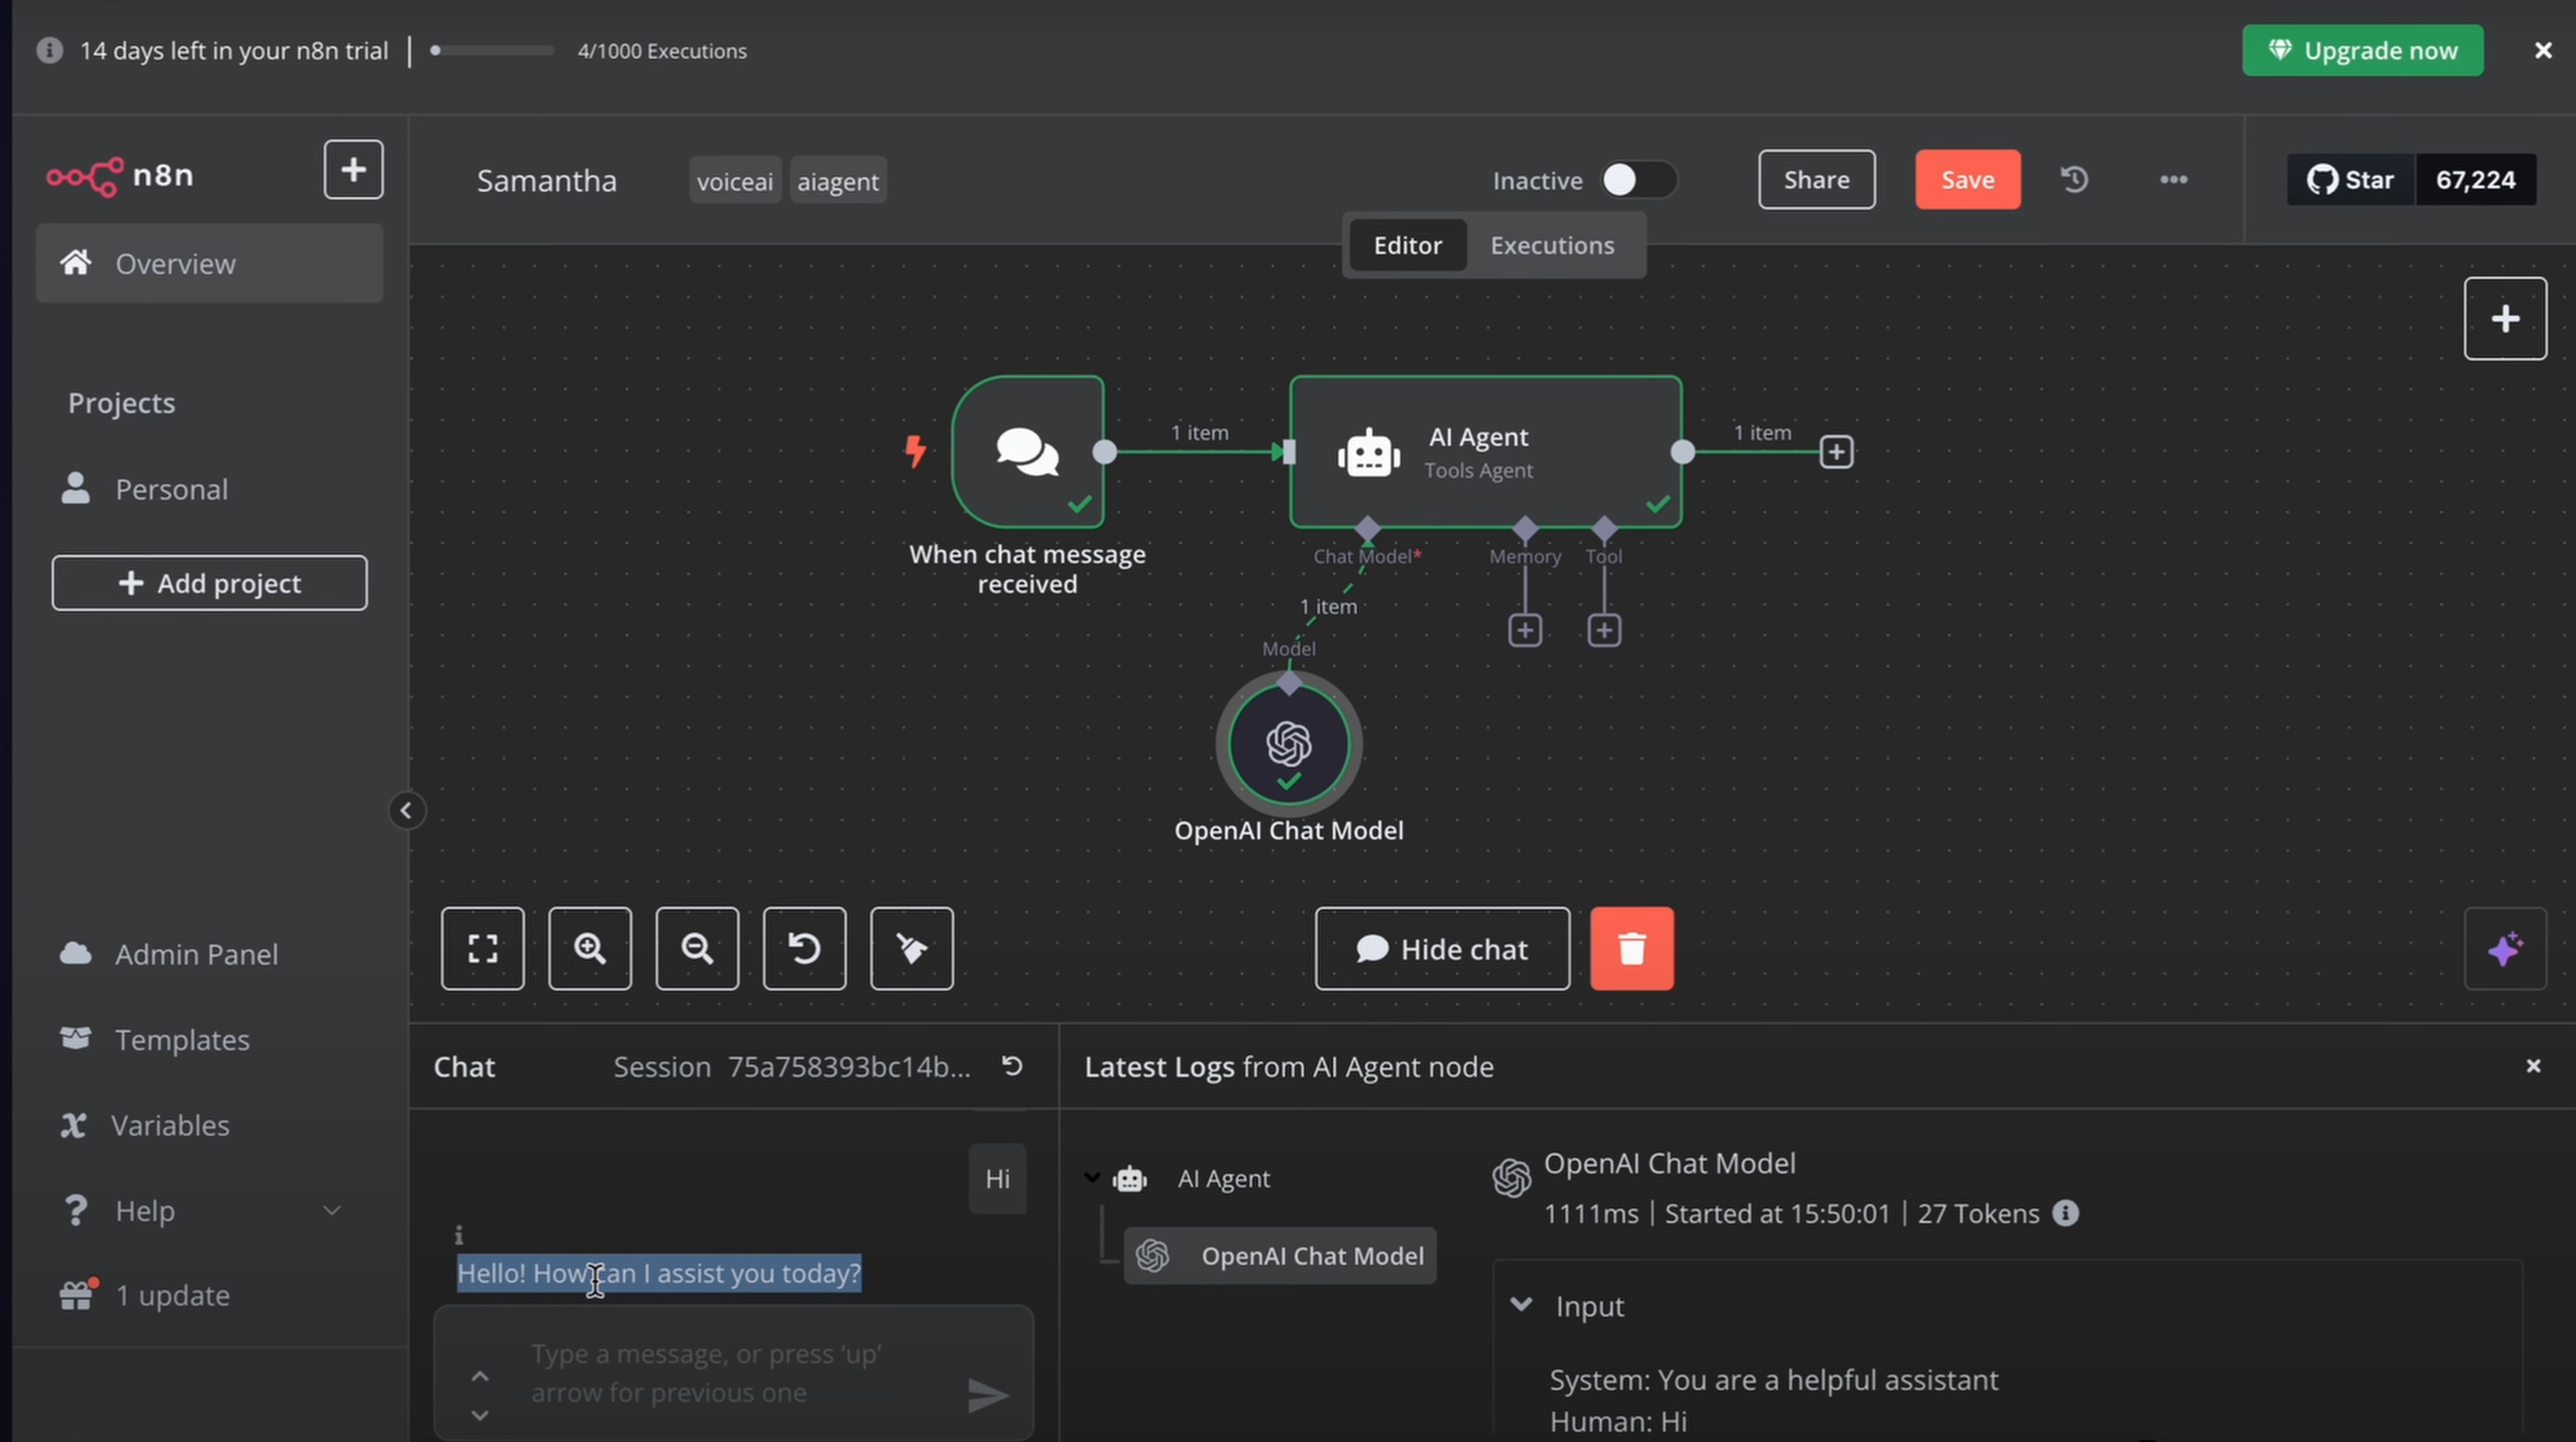 14 days left in your n8n trial
4/1000 Executions
Upgrade now
n8n
Samantha
voiceai
aiagent
Inactive
Share
Save
Star
67,224
Editor
Executions
Overview
Projects
Personal
Add project
1 item
AI Agent
Tools Agent
1 item
When chat message
received
Chat Model*
Memory
Tool
1 item
Model
OpenAI Chat Model
Hide chat
Admin Panel
Templates
Variables
Help
1 update
Chat
Session 75a758393bc14b...
Hi
Hello! How can I assist you today?
Type a message, or press ‘up’
arrow for previous one
Latest Logs from AI Agent node
AI Agent
OpenAI Chat Model
OpenAI Chat Model
1111ms | Started at 15:50:01 | 27 Tokens
Input
System: You are a helpful assistant
Human: Hi